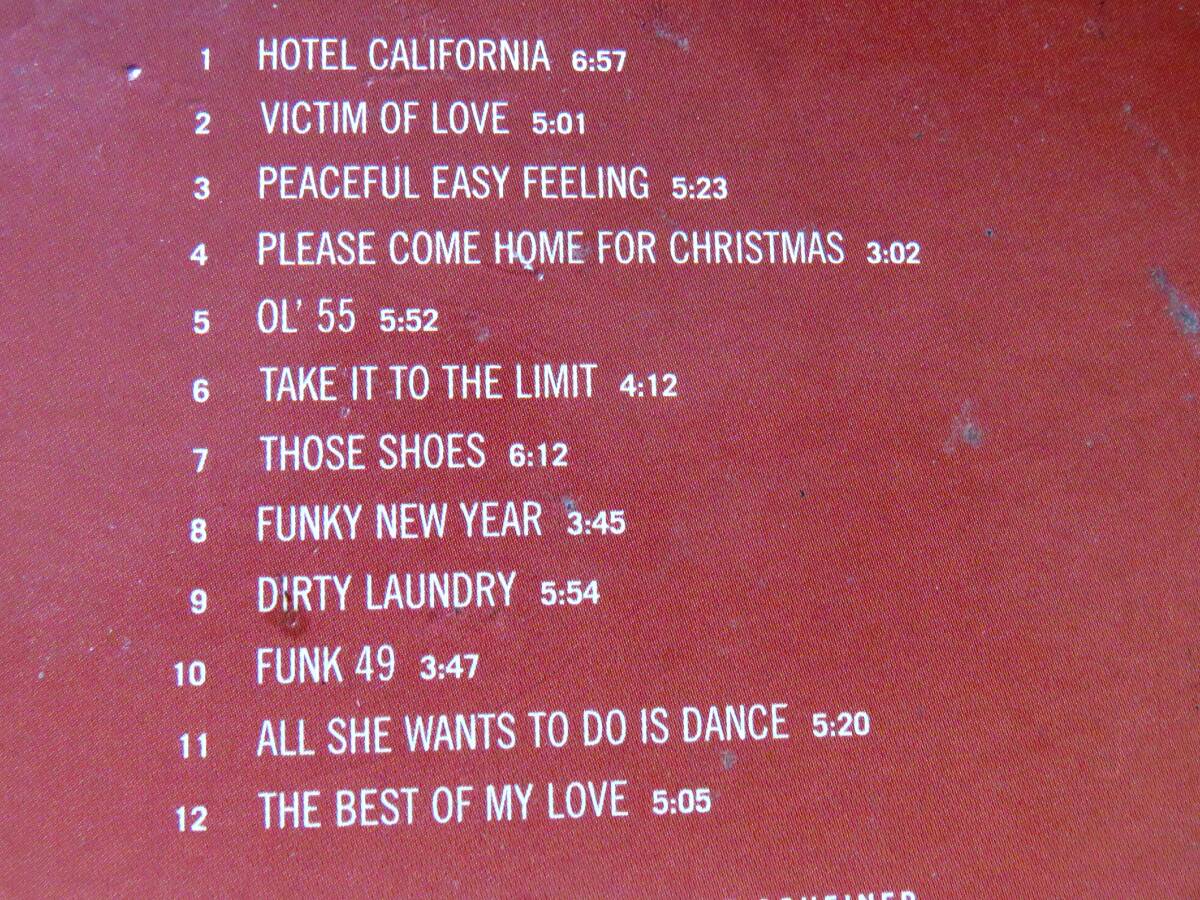 1 HOTEL CALIFORNIA 6:57
2 VICTIM OF LOVE 5:01
3 PEACEFUL EASY FEELING 5:23
4 PLEASE COME HOME FOR CHRISTMAS 3:02
5 OL' 55 5:52
6 TAKE IT TO THE LIMIT 4:12
7 THOSE SHOES 6:12
8 FUNKY NEW YEAR 3:45
9 DIRTY LAUNDRY 5:54
10 FUNK 49 3:47
11 ALL SHE WANTS TO DO IS DANCE 5:20
12 THE BEST OF MY LOVE 5:05